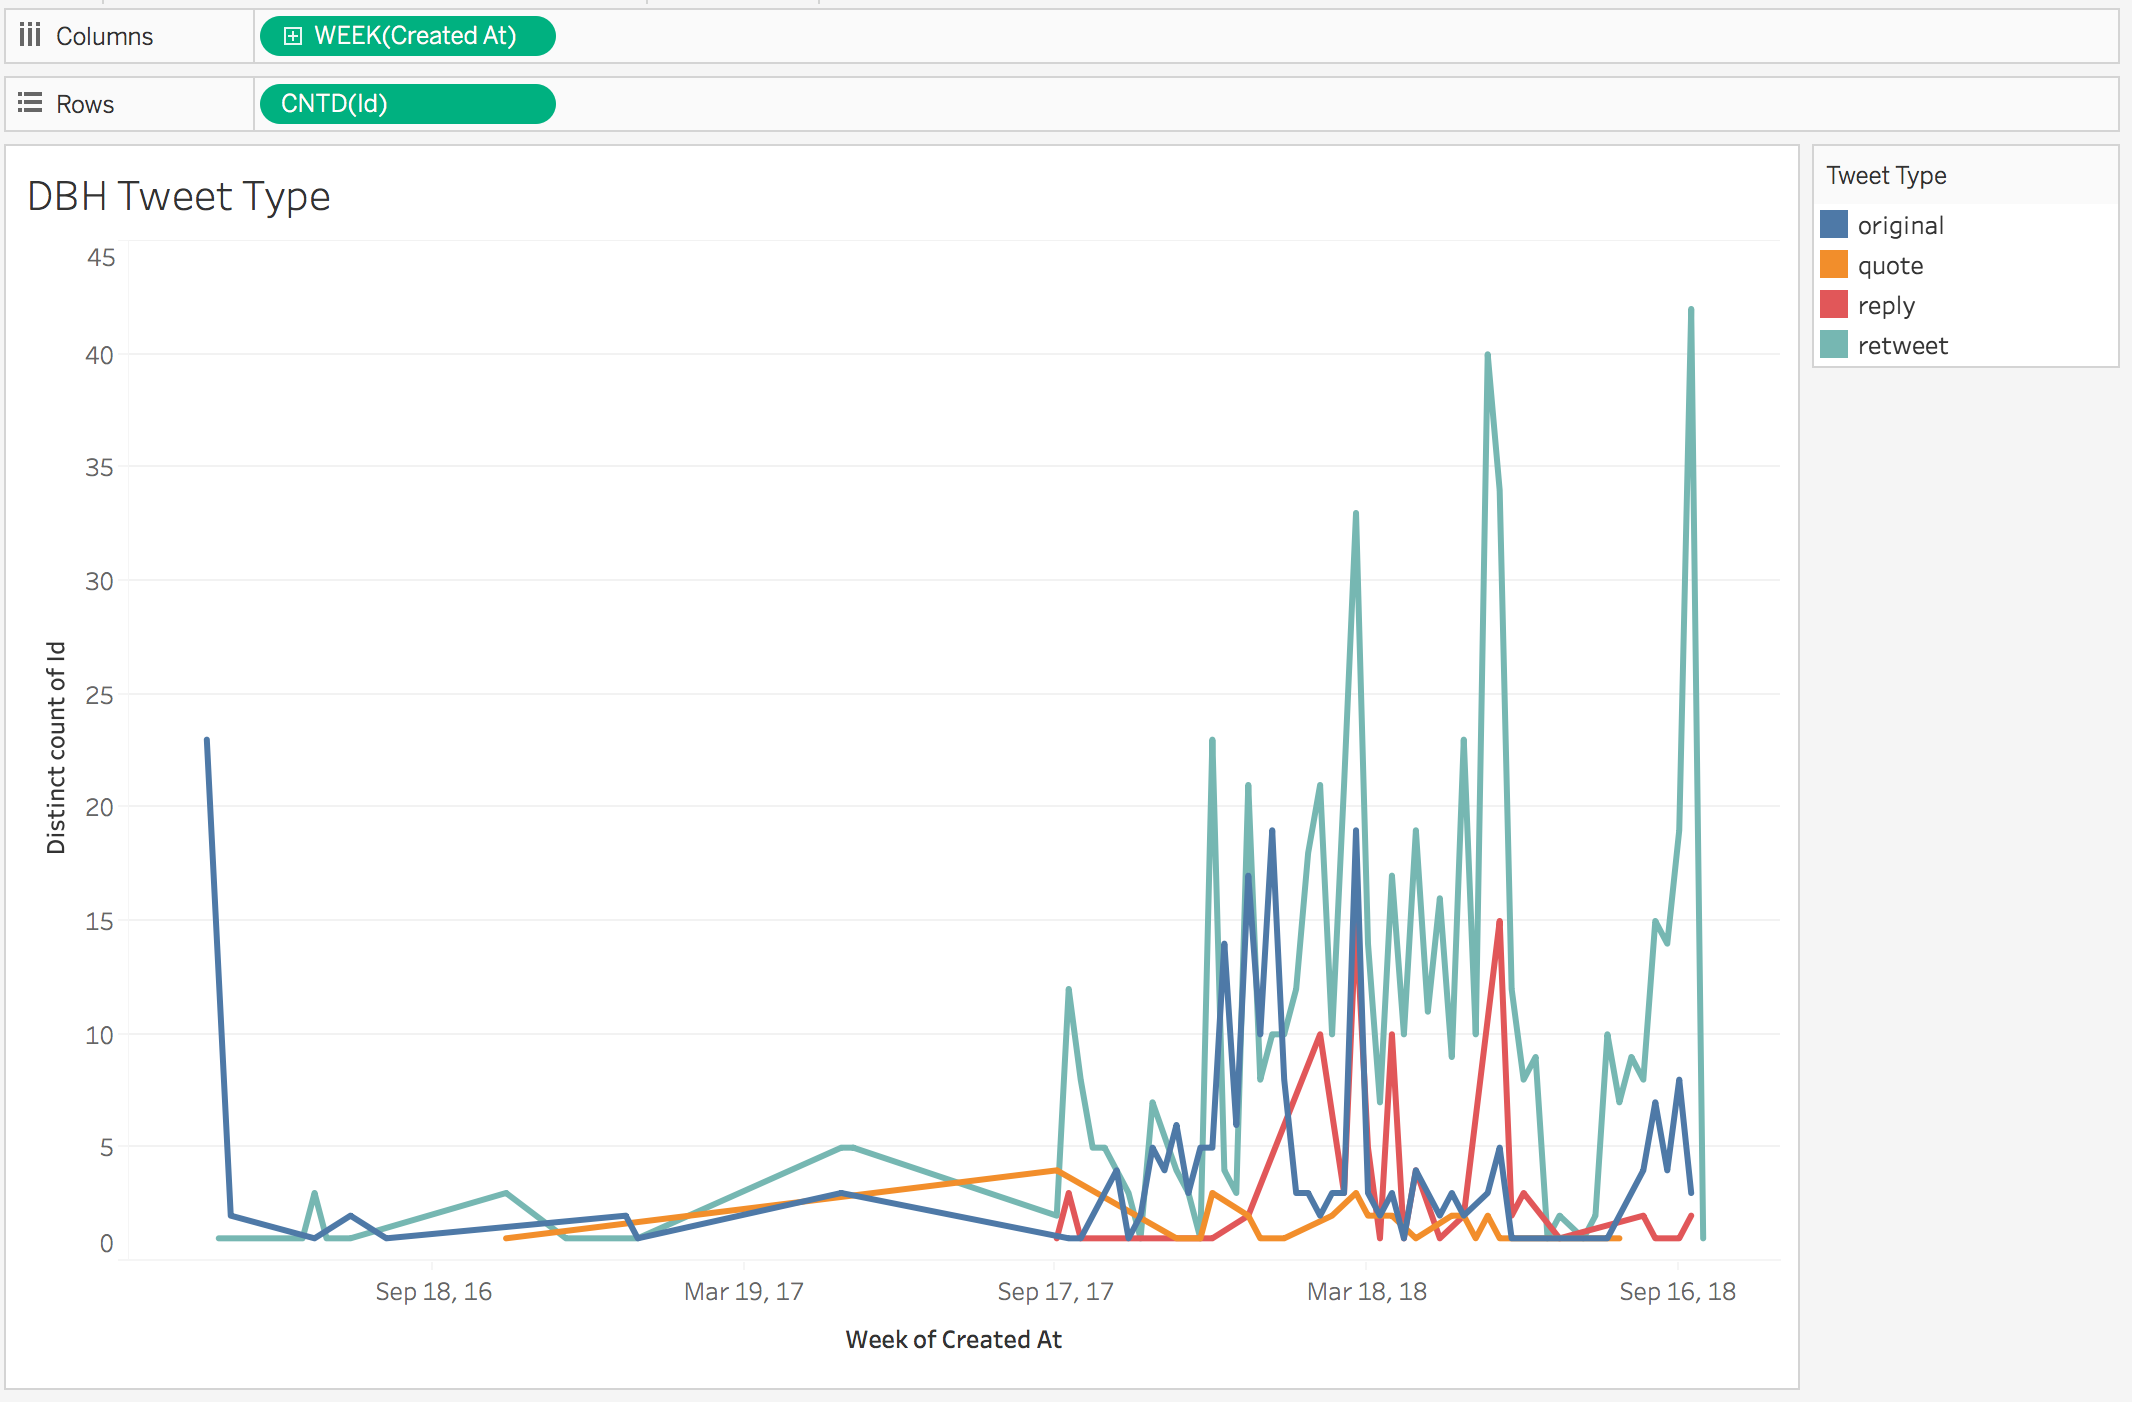 Columns
WEEK(Created At)
Rows
CNTD(Id)
DBH Tweet Type
Tweet Type
original
quote
reply
retweet
45
40
35
30
25
20
15
10
5
0
Distinct count of Id
Sep 18, 16
Mar 19, 17
Sep 17, 17
Mar 18, 18
Sep 16, 18
Week of Created At